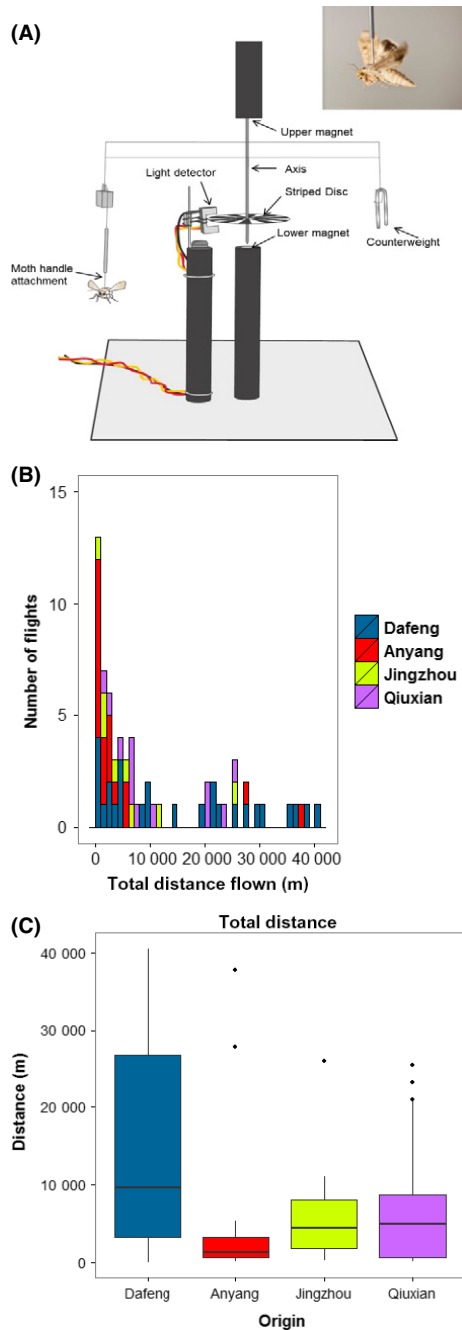 (A)
Upper magnet
Light detector
Axis
Striped Disc
Lower magnet
Counterweight
Moth handle
attachment
(B)
15
10
5
0
Number of flights
0
10 000
20 000
30 000
40 000
Total distance flown (m)
Dafeng
Anyang
Jingzhou
Qiuxian
(C)
Total distance
40 000
30 000
20 000
10 000
0
Distance (m)
Dafeng
Anyang
Jingzhou
Qiuxian
Origin